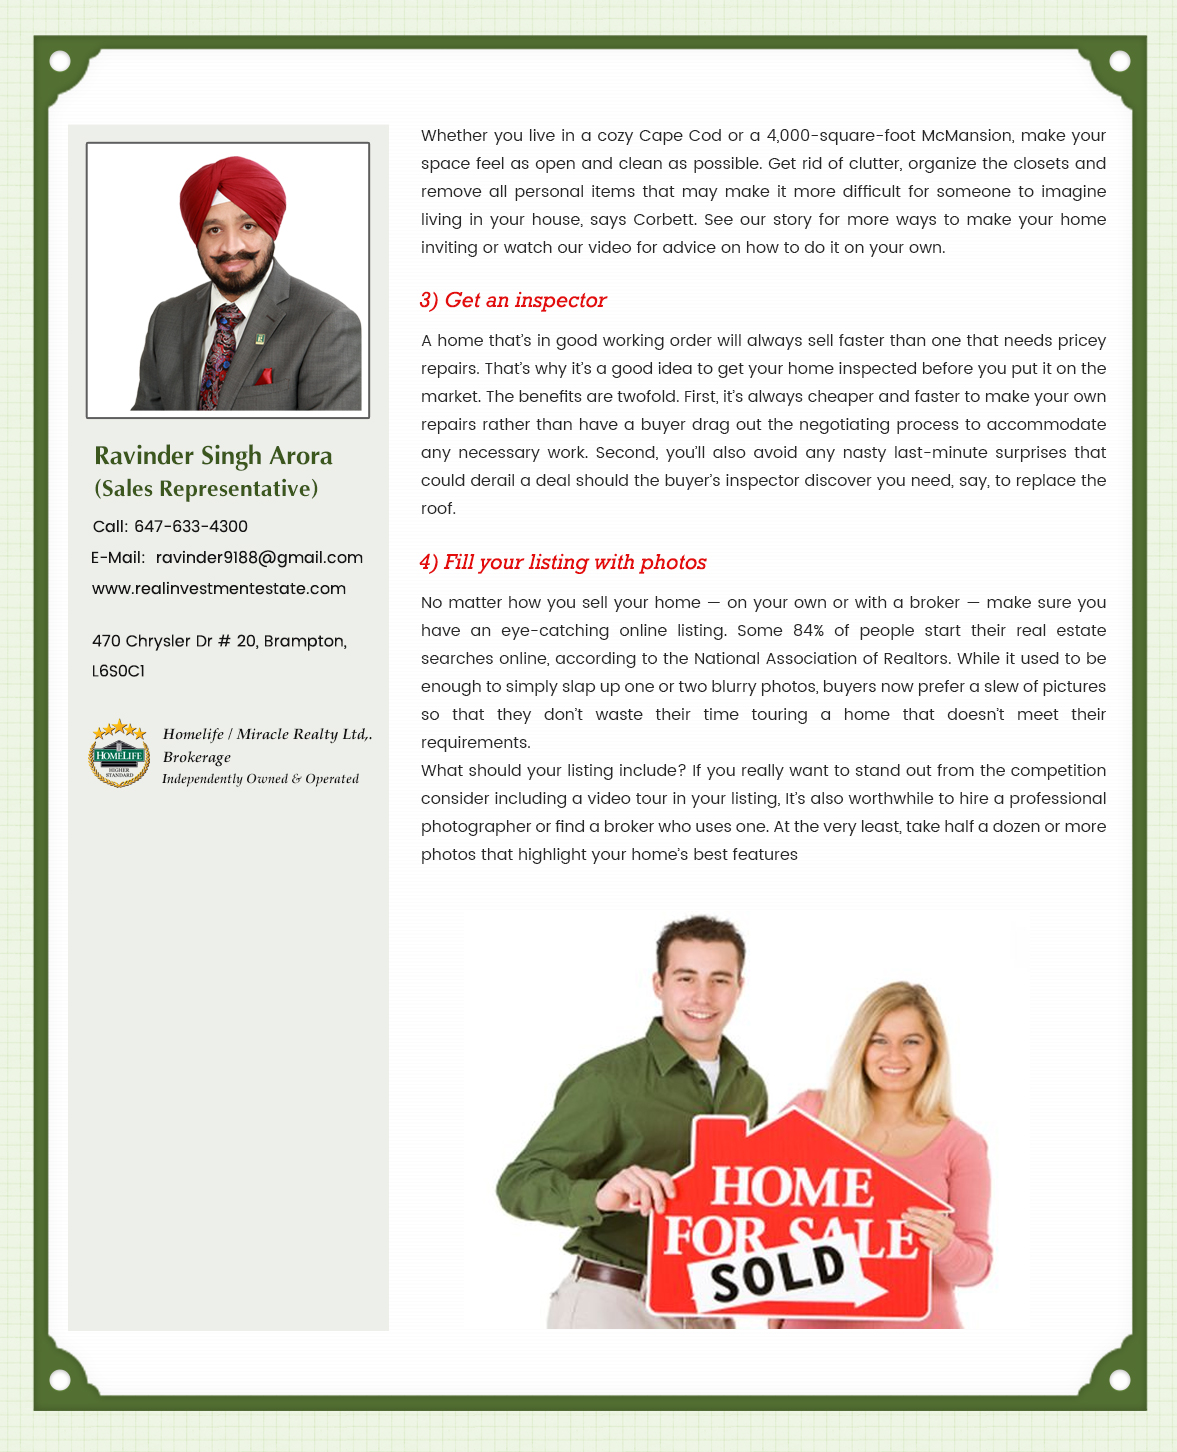 Ravinder Singh Arora
(Sales Representative)
Call: 647-633-4300
E-Mail: ravinder9188@gmail.com
www.realinvestmentestate.com
470 Chrysler Dr # 20, Brampton,
L6S0C1
HOMELIFE
HIGHER
STANDARD
Homelife / Miracle Realty Ltd,.
Brokerage
Independently Owned & Operated
Whether you live in a cozy Cape Cod or a 4,000-square-foot McMansion, make your
space feel as open and clean as possible. Get rid of clutter, organize the closets and
remove all personal items that may make it more difficult for someone to imagine
living in your house, says Corbett. See our story for more ways to make your home
inviting or watch our video for advice on how to do it on your own.
3) Get an inspector
A home that's in good working order will always sell faster than one that needs pricey
repairs. That's why it's a good idea to get your home inspected before you put it on the
market. The benefits are twofold. First, it's always cheaper and faster to make your own
repairs rather than have a buyer drag out the negotiating process to accommodate
any necessary work. Second, you'll also avoid any nasty last-minute surprises that
could derail a deal should the buyer's inspector discover you need, say, to replace the
roof.
4) Fill your listing with photos
No matter how you sell your home — on your own or with a broker — make sure you
have an eye-catching online listing. Some 84% of people start their real estate
searches online, according to the National Association of Realtors. While it used to be
enough to simply slap up one or two blurry photos, buyers now prefer a slew of pictures
so that they don't waste their time touring a home that doesn't meet their
requirements.
What should your listing include? If you really want to stand out from the competition
consider including a video tour in your listing, It's also worthwhile to hire a professional
photographer or find a broker who uses one. At the very least, take half a dozen or more
photos that highlight your home's best features
HOME
FOR SALE
SOLD